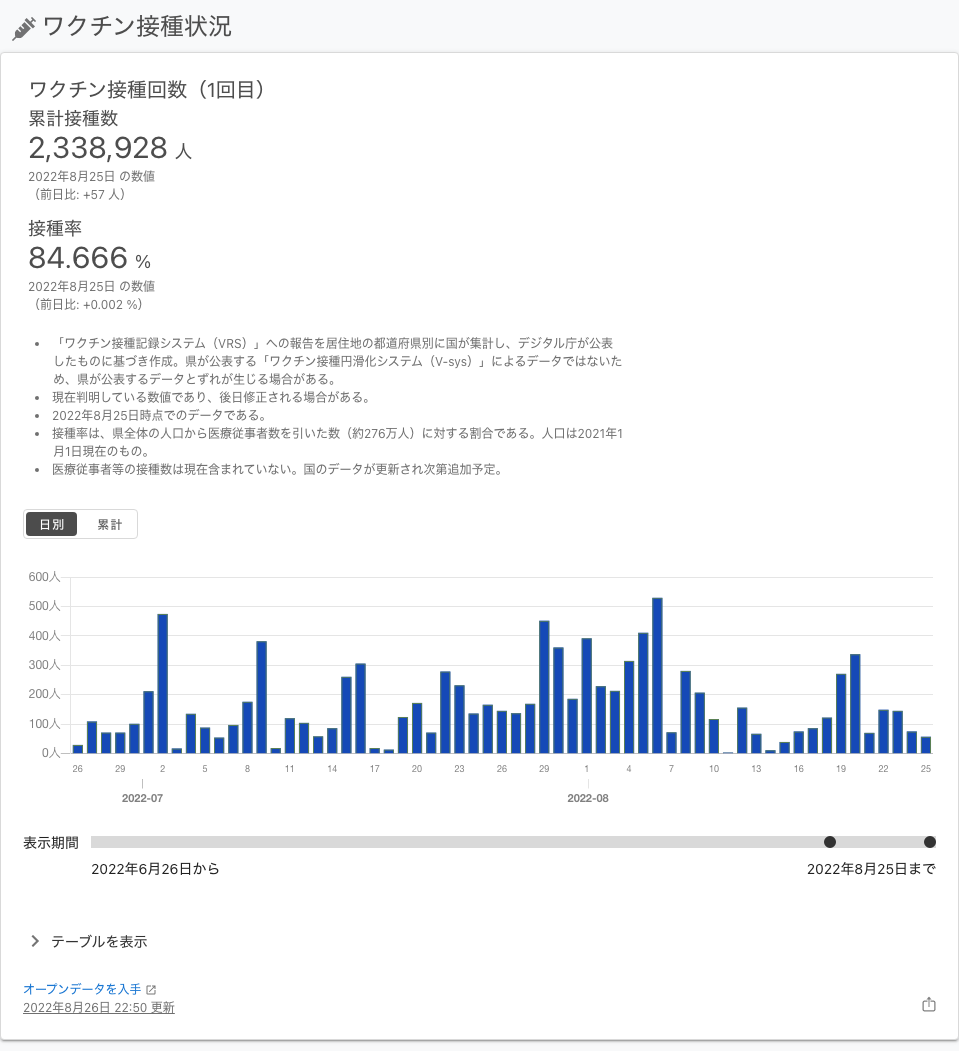 ワクチン接種状況
ワクチン接種回数（1回目）
累計接種数
2,338,928 人
2022年8月25日 の数値
（前日比: +57 人）
接種率
84.666 %
2022年8月25日 の数値
（前日比: +0.002 %）
• 「ワクチン接種記録システム（VRS）」への報告を居住地の都道府県別に国が集計し、デジタル庁が公表
したものに基づき作成。県が公表する「ワクチン接種円滑化システム（V-sys）」によるデータではないた
め、県が公表するデータとずれが生じる場合がある。
• 現在判明している数値であり、後日修正される場合がある。
• 2022年8月25日時点でのデータである。
• 接種率は、県全体の人口から医療従事者数を引いた数（約276万人）に対する割合である。人口は2021年1
月1日現在のもの。
• 医療従事者等の接種数は現在含まれていない。国のデータが更新され次第追加予定。
日別 累計
600人
500人
400人
300人
200人
100人
0人
26 29 2 5 8 11 14 17 20 23 26 29 1 4 7 10 13 16 19 22 25
2022-07 2022-08
表示期間
2022年6月26日から 2022年8月25日まで
テーブルを表示
オープンデータを入手
2022年8月26日 22:50 更新